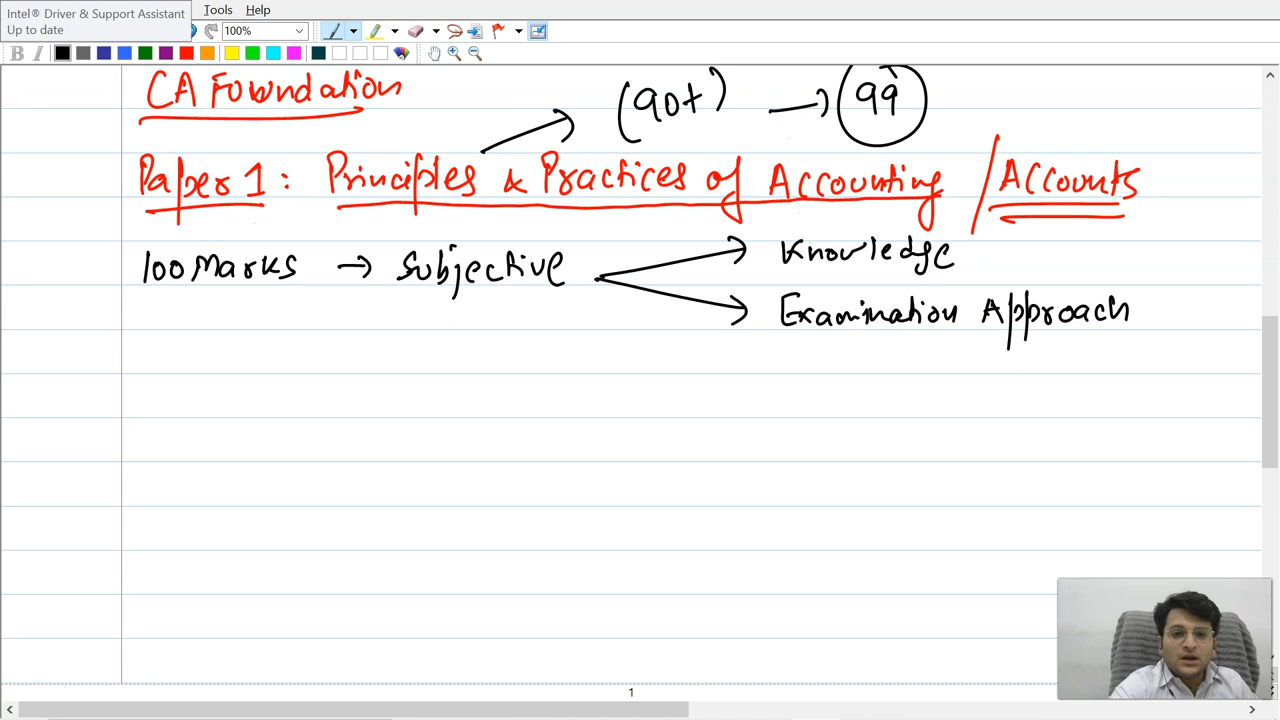 Intel® Driver & Support Assistant
Up to date
Tools Help
100%
B I
CA Foundation
(90+) → 99
Paper 1 : Principles & Practices of Accounting / Accounts
100 Marks → Subjective
Knowledge
Examination Approach
1